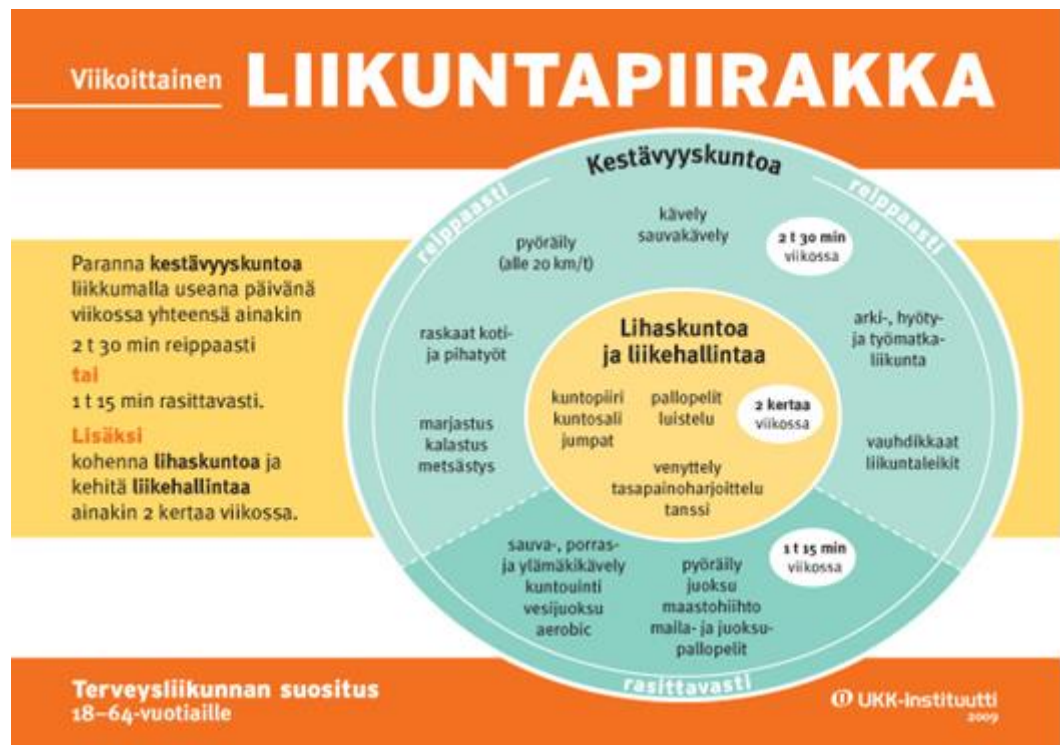 Viikoittainen LIIKUNTAPIIRAKKA
Paranna kestävyyskuntoa
liikkumalla useana päivänä
viikossa yhteensä ainakin
2 t 30 min reippaasti
tai
1 t 15 min rasittavasti.
Lisäksi
kohenna lihaskuntoa ja
kehitä liikehallintaa
ainakin 2 kertaa viikossa.
Kestävyyskuntoa
reippaasti
reippaasti
kävely
sauvakävely
2 t 30 min
viikossa
pyöräily
(alle 20 km/t)
raskaat koti-
ja pihatyöt
arki-, hyöty-
ja työmatka-
liikunta
marjastus
kalastus
metsästys
vauhdikkaat
liikuntaleikit
Lihaskuntoa
ja liikehallintaa
kuntopiiri
kuntosali
jumpat
pallopelit
luistelu
2 kertaa
viikossa
venyttely
tasapainoharjoittelu
tanssi
sauva-, porras-
ja ylämäkikävely
kuntouinti
vesijuoksu
aerobic
pyöräily
juoksu
maastohiihto
maila- ja juoksu-
pallopelit
1 t 15 min
viikossa
rasittavasti
Terveysliikunnan suositus
18–64-vuotiaille
UKK-instituutti
2009